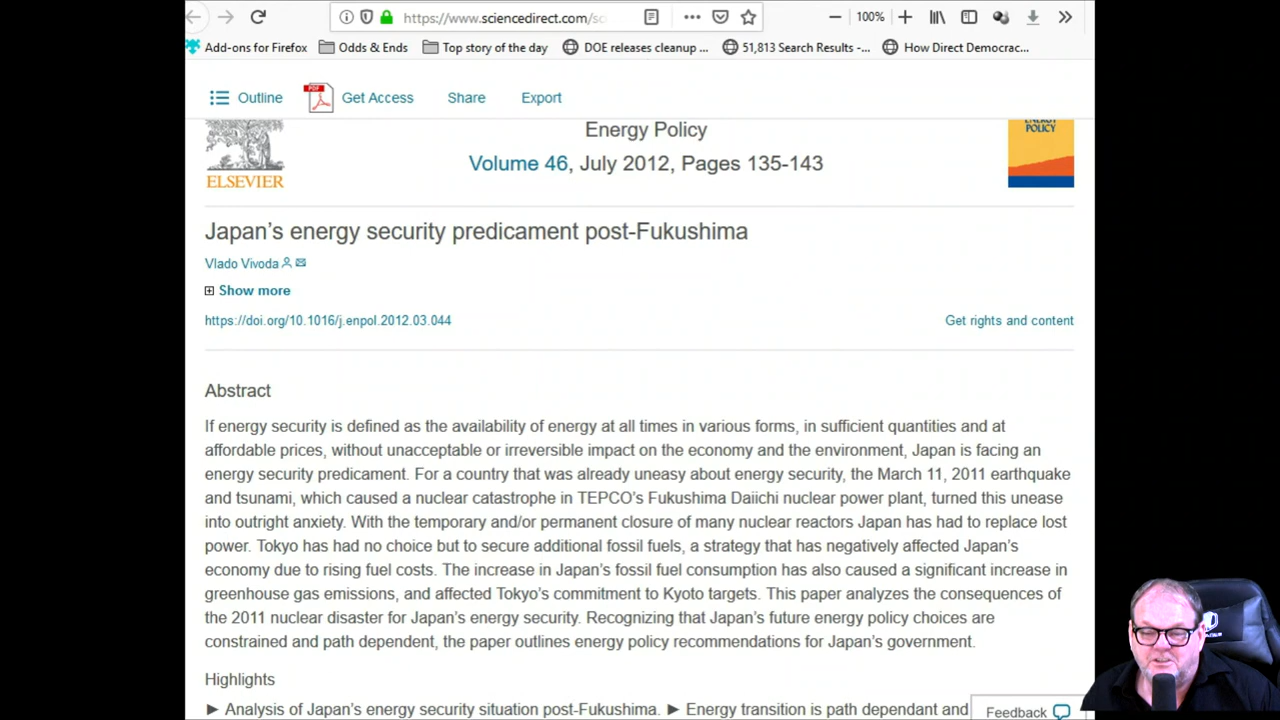 https://www.sciencedirect.com/sc
100%
Add-ons for Firefox
Odds & Ends
Top story of the day
DOE releases cleanup ...
51,813 Search Results -...
How Direct Democrac...
Outline
PDF
Get Access
Share
Export
Energy Policy
ENERGY POLICY
Volume 46, July 2012, Pages 135-143
ELSEVIER
Japan's energy security predicament post-Fukushima
Vlado Vivoda
Show more
https://doi.org/10.1016/j.enpol.2012.03.044
Get rights and content
Abstract
If energy security is defined as the availability of energy at all times in various forms, in sufficient quantities and at
affordable prices, without unacceptable or irreversible impact on the economy and the environment, Japan is facing an
energy security predicament. For a country that was already uneasy about energy security, the March 11, 2011 earthquake
and tsunami, which caused a nuclear catastrophe in TEPCO's Fukushima Daiichi nuclear power plant, turned this unease
into outright anxiety. With the temporary and/or permanent closure of many nuclear reactors Japan has had to replace lost
power. Tokyo has had no choice but to secure additional fossil fuels, a strategy that has negatively affected Japan's
economy due to rising fuel costs. The increase in Japan's fossil fuel consumption has also caused a significant increase in
greenhouse gas emissions, and affected Tokyo's commitment to Kyoto targets. This paper analyzes the consequences of
the 2011 nuclear disaster for Japan's energy security. Recognizing that Japan's future energy policy choices are
constrained and path dependent, the paper outlines energy policy recommendations for Japan's government.
Highlights
► Analysis of Japan's energy security situation post-Fukushima. ► Energy transition is path dependant and
Feedback